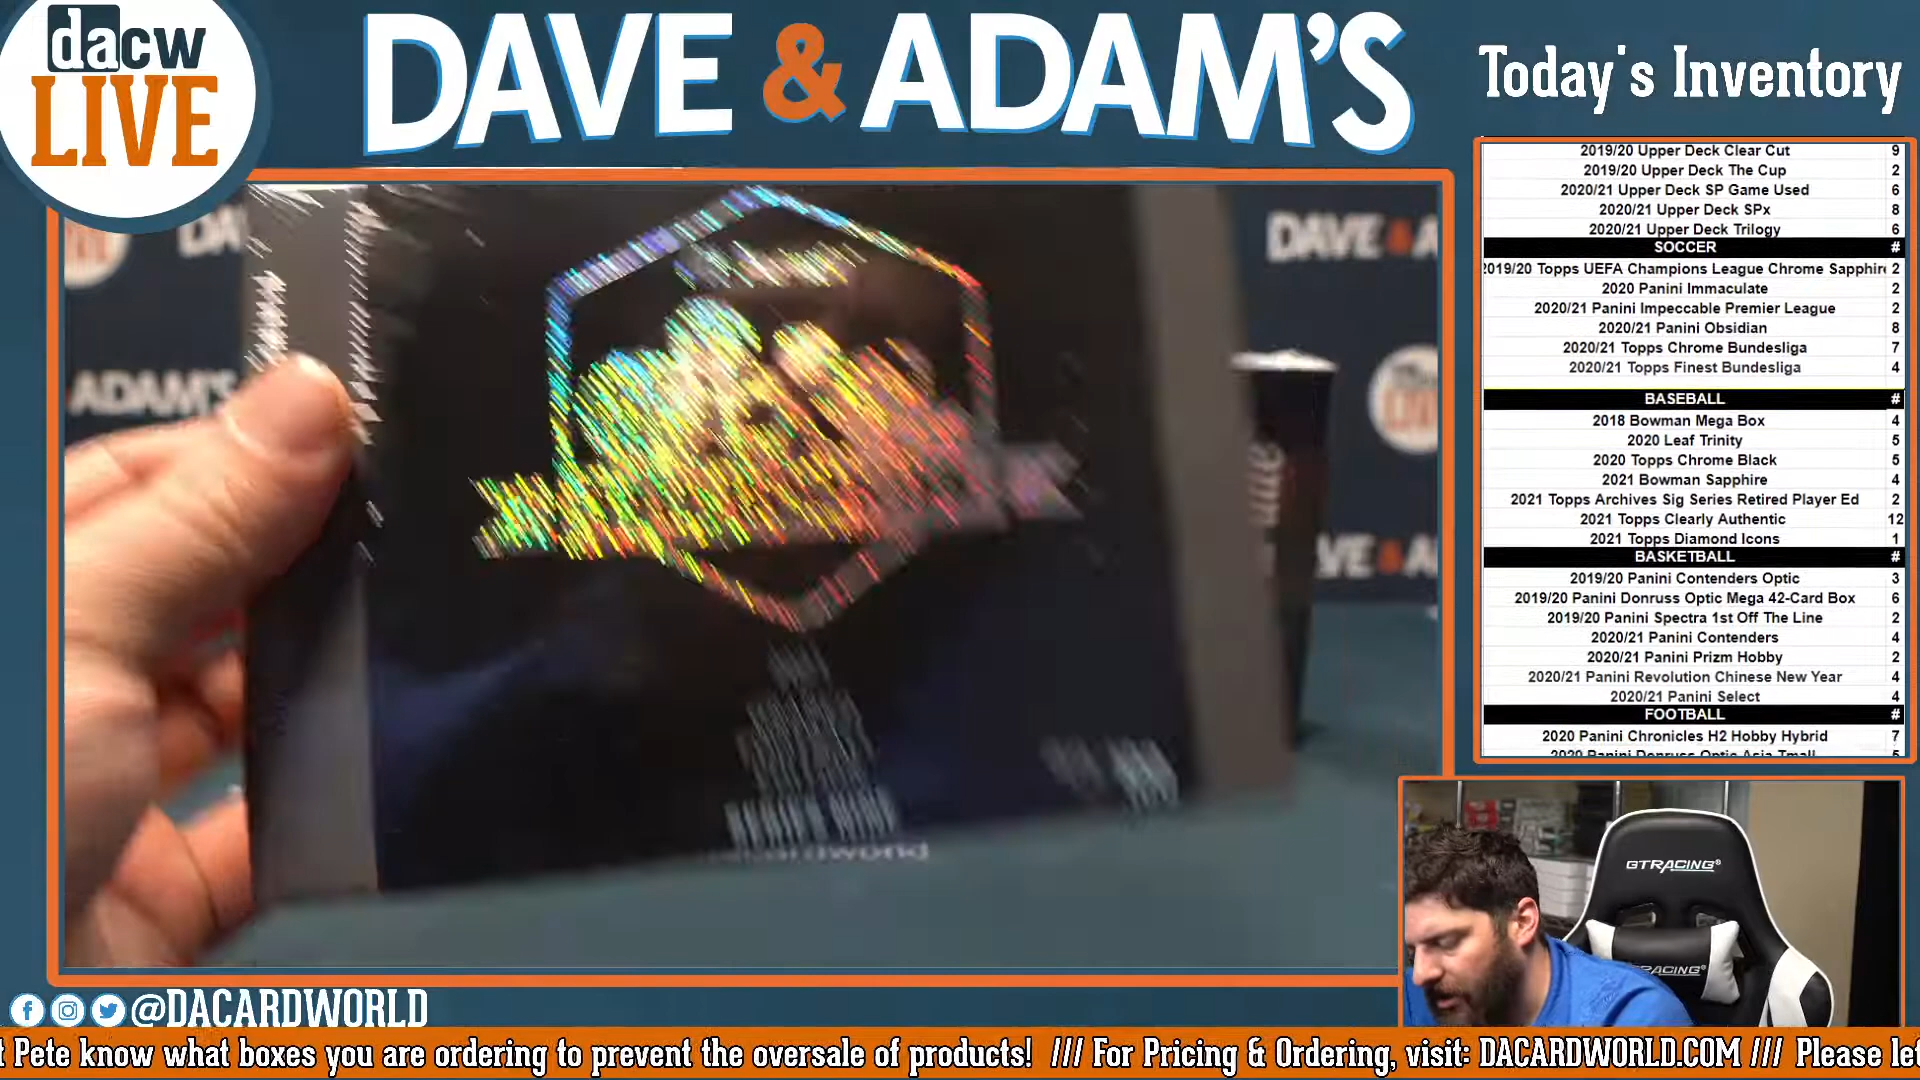 dacw
LIVE
DAVE & ADAM'S
Today's Inventory
2019/20 Upper Deck Clear Cut 9
2019/20 Upper Deck The Cup 2
2020/21 Upper Deck SP Game Used 6
2020/21 Upper Deck SPx 8
2020/21 Upper Deck Trilogy 6
SOCCER #
2019/20 Topps UEFA Champions League Chrome Sapphire 2
2020 Panini Immaculate 2
2020/21 Panini Impeccable Premier League 2
2020/21 Panini Obsidian 8
2020/21 Topps Chrome Bundesliga 7
2020/21 Topps Finest Bundesliga 4
BASEBALL #
2018 Bowman Mega Box 4
2020 Leaf Trinity 5
2020 Topps Chrome Black 5
2021 Bowman Sapphire 4
2021 Topps Archives Sig Series Retired Player Ed 2
2021 Topps Clearly Authentic 12
2021 Topps Diamond Icons 1
BASKETBALL #
2019/20 Panini Contenders Optic 3
2019/20 Panini Donruss Optic Mega 42-Card Box 6
2019/20 Panini Spectra 1st Off The Line 2
2020/21 Panini Contenders 4
2020/21 Panini Prizm Hobby 2
2020/21 Panini Revolution Chinese New Year 4
2020/21 Panini Select 4
FOOTBALL #
2020 Panini Chronicles H2 Hobby Hybrid 7
2020 Panini Donruss Optic Asia Tmall 5
DAVE & A
ADAM'S
VE & A
GTRACING
@DACARDWORLD
t Pete know what boxes you are ordering to prevent the oversale of products! /// For Pricing & Ordering, visit: DACARDWORLD.COM /// Please let